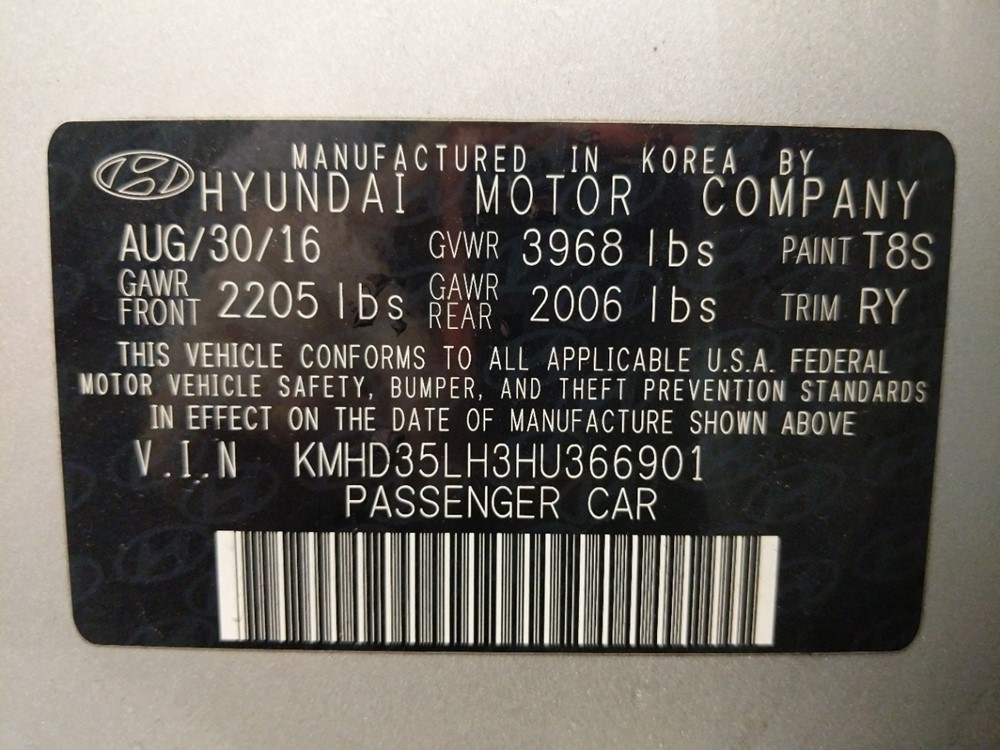 MANUFACTURED IN KOREA BY
HYUNDAI MOTOR COMPANY
AUG/30/16 GVWR 3968 lbs PAINT T8S
GAWR FRONT 2205 lbs GAWR REAR 2006 lbs TRIM RY
THIS VEHICLE CONFORMS TO ALL APPLICABLE U.S.A. FEDERAL
MOTOR VEHICLE SAFETY, BUMPER, AND THEFT PREVENTION STANDARDS
IN EFFECT ON THE DATE OF MANUFACTURE SHOWN ABOVE
V.I.N KMHD35LH3HU366901
PASSENGER CAR